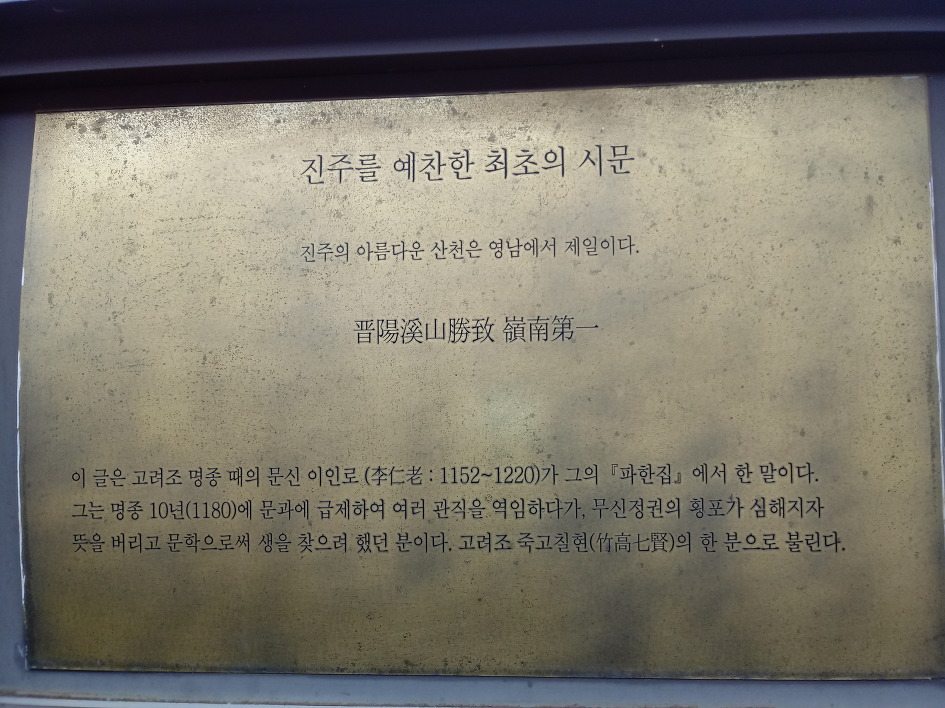 진주를 예찬한 최초의 시문
진주의 아름다운 산천은 영남에서 제일이다.
晋陽溪山勝致 嶺南第一
이 글은 고려조 명종 때의 문신 이인로(李仁老 : 1152~1220)가 그의 『파한집』에서 한 말이다.
그는 명종 10년(1180)에 문과에 급제하여 여러 관직을 역임하다가, 무신정권의 횡포가 심해지자
뜻을 버리고 문학으로써 생을 찾으려 했던 분이다. 고려조 죽고칠현(竹高七賢)의 한 분으로 불린다.